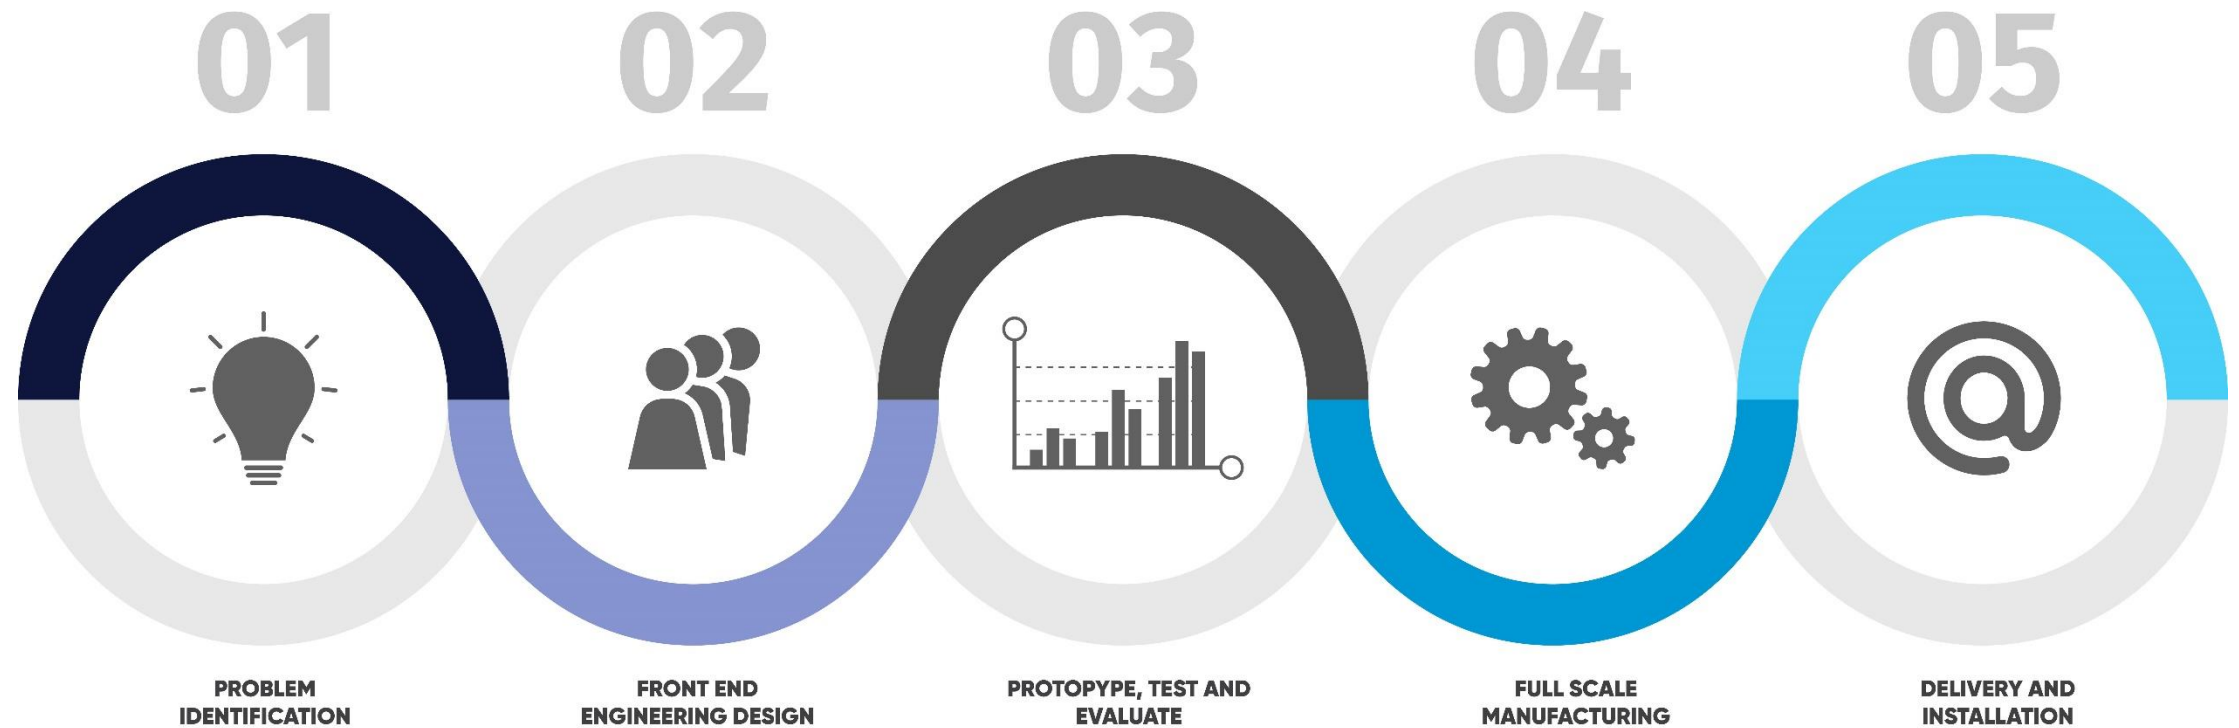 01
02
03
04
05
PROBLEM
IDENTIFICATION
FRONT END
ENGINEERING DESIGN
PROTOPYPE, TEST AND
EVALUATE
FULL SCALE
MANUFACTURING
DELIVERY AND
INSTALLATION